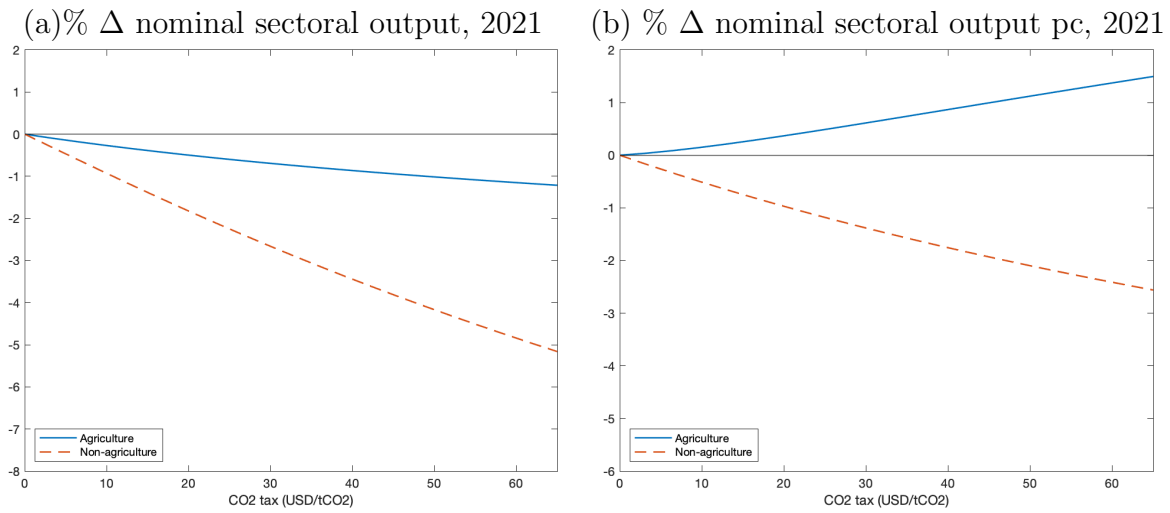 (a)% Δ nominal sectoral output, 2021
2
1
0
-1
-2
-3
-4
-5
-6
-7
-8
0 10 20 30 40 50 60
CO2 tax (USD/tCO2)
Agriculture
Non-agriculture
(b) % Δ nominal sectoral output pc, 2021
2
1
0
-1
-2
-3
-4
-5
-6
0 10 20 30 40 50 60
CO2 tax (USD/tCO2)
Agriculture
Non-agriculture